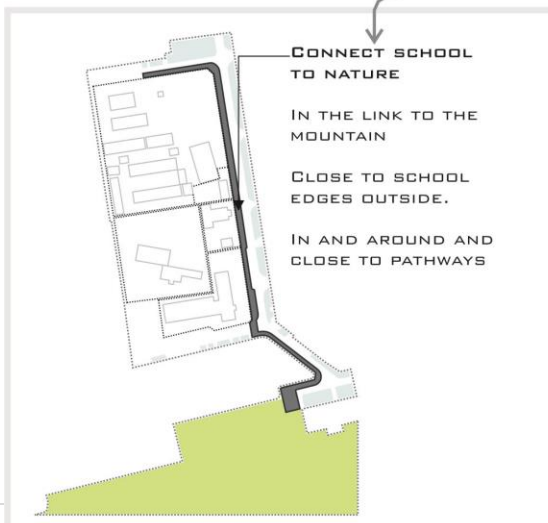 CONNECT SCHOOL
TO NATURE
IN THE LINK TO THE
MOUNTAIN
CLOSE TO SCHOOL
EDGES OUTSIDE.
IN AND AROUND AND
CLOSE TO PATHWAYS